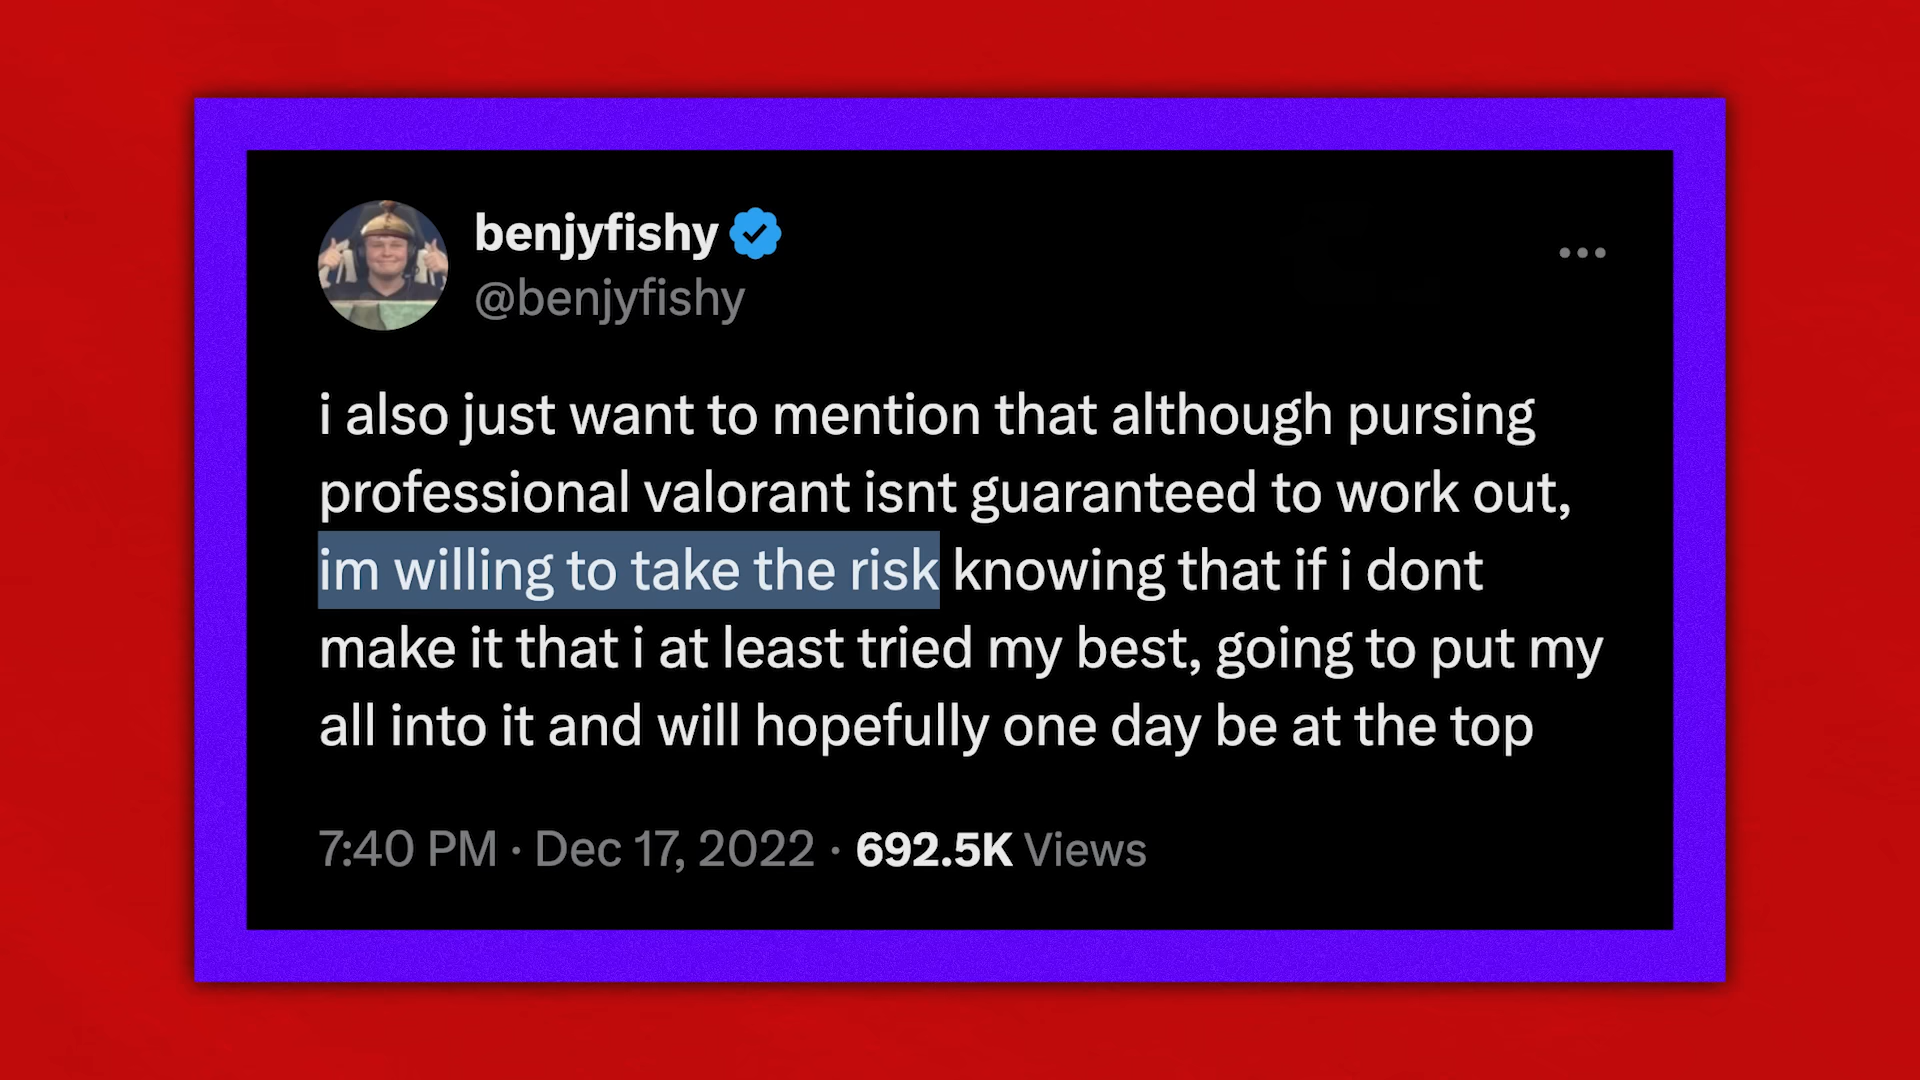 benjyfishy
@benjyfishy
i also just want to mention that although pursing
professional valorant isnt guaranteed to work out,
im willing to take the risk knowing that if i dont
make it that i at least tried my best, going to put my
all into it and will hopefully one day be at the top
7:40 PM · Dec 17, 2022 · 692.5K Views